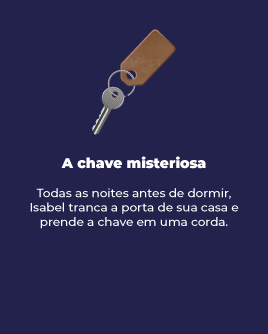 A chave misteriosa
Todas as noites antes de dormir,
Isabel tranca a porta de sua casa e
prende a chave em uma corda.